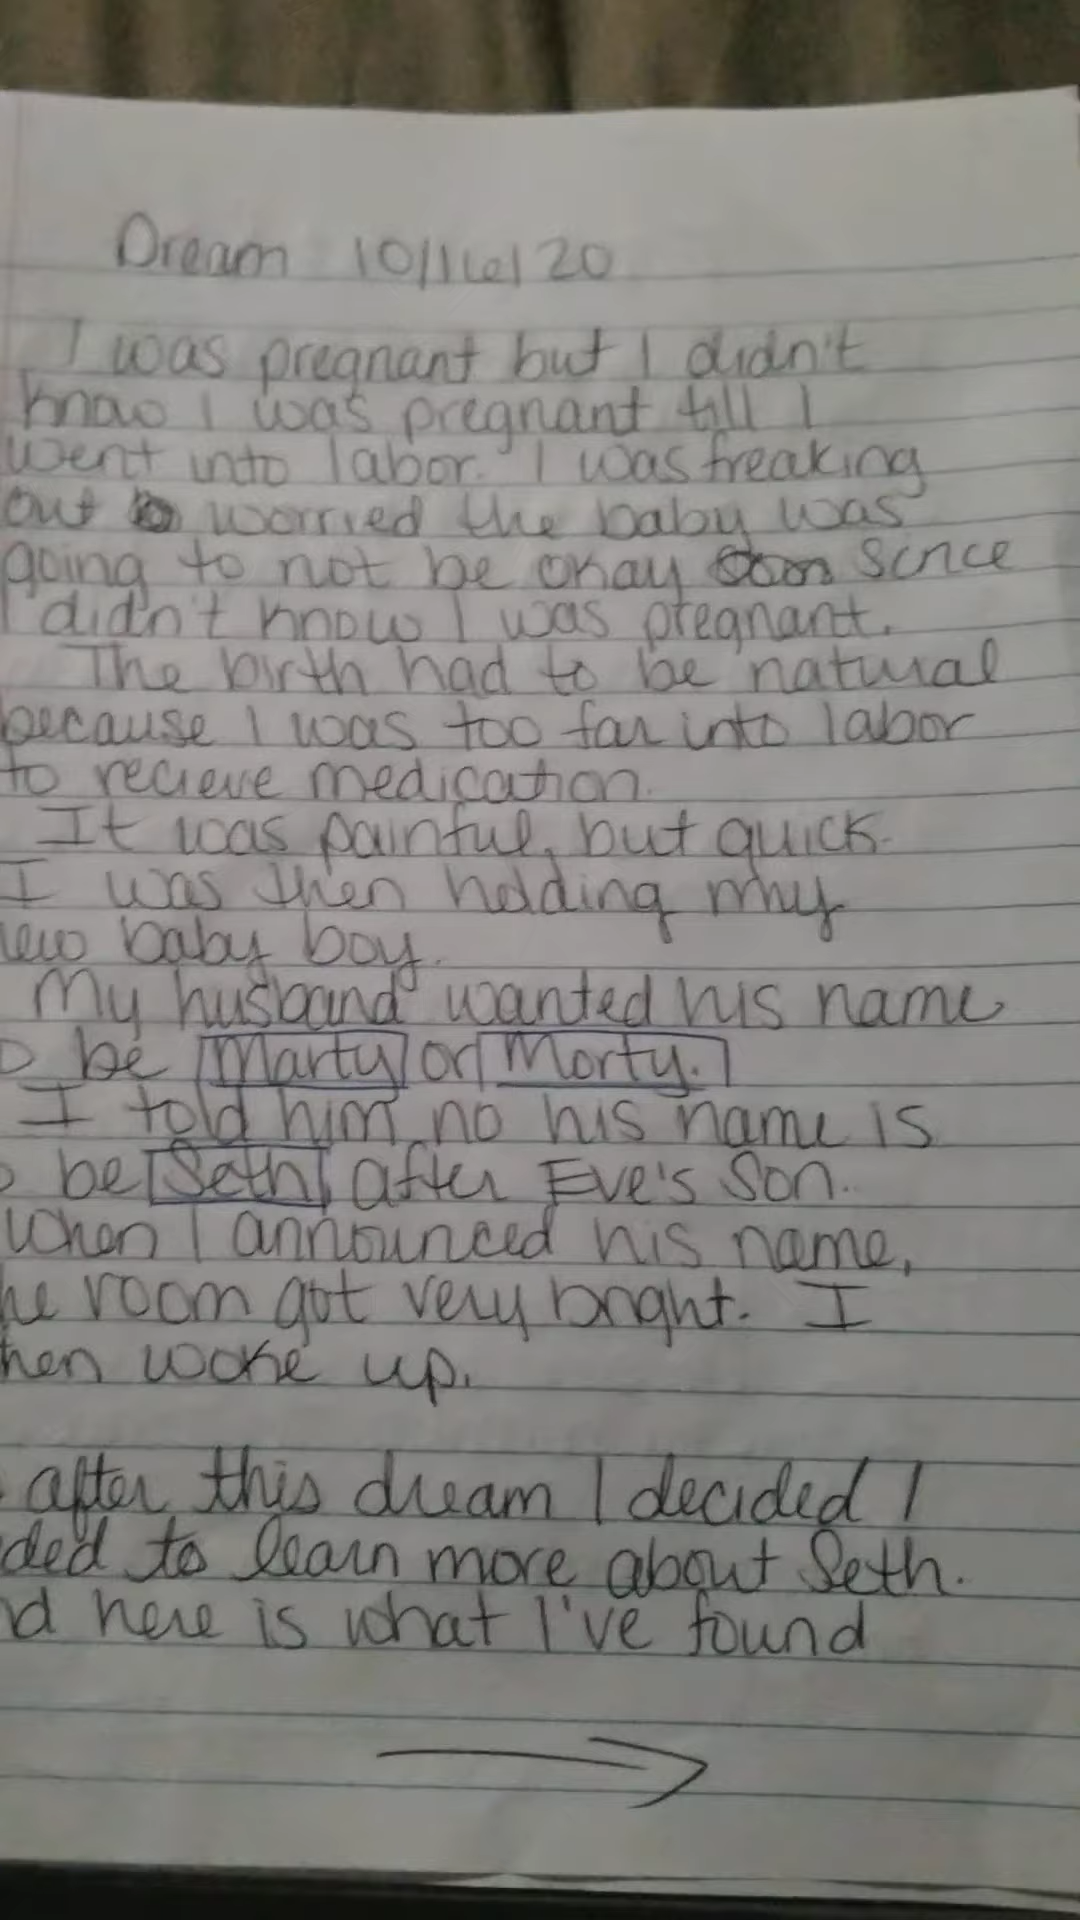 Dream 10/16/20
I was pregnant but I didn't
know I was pregnant till I
went into labor. I was freaking
out worried the baby was
going to not be okay since
I didn't know I was pregnant.
The birth had to be natural
because I was too far into labor
to recieve medication.
It was painful, but quick.
I was then holding my
new baby boy.
My husband wanted his name
o be Marty or Morty.
I told him no his name is
o be Seth after Eve's Son.
When I announced his name,
he room got very bright. I
hen woke up.
after this dream I decided I
ded to learn more about Seth.
d here is what I've found